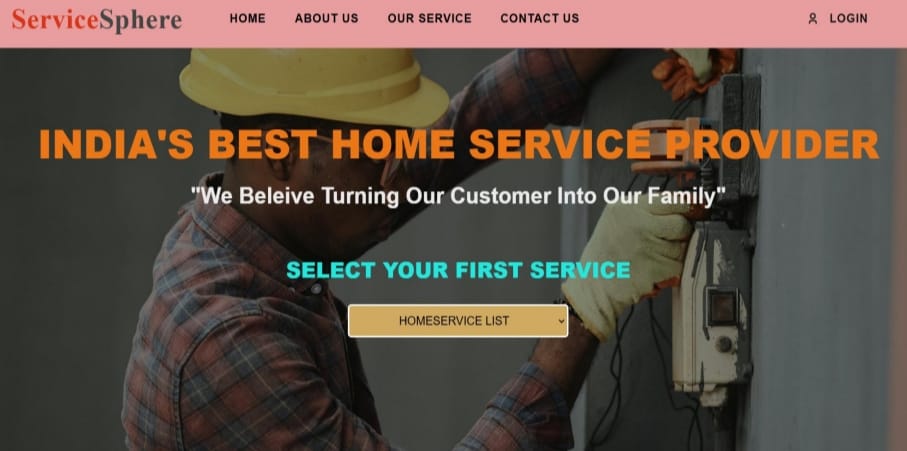 ServiceSphere HOME ABOUT US OUR SERVICE CONTACT US LOGIN
INDIA'S BEST HOME SERVICE PROVIDER
"We Beleive Turning Our Customer Into Our Family"
SELECT YOUR FIRST SERVICE
HOMESERVICE LIST